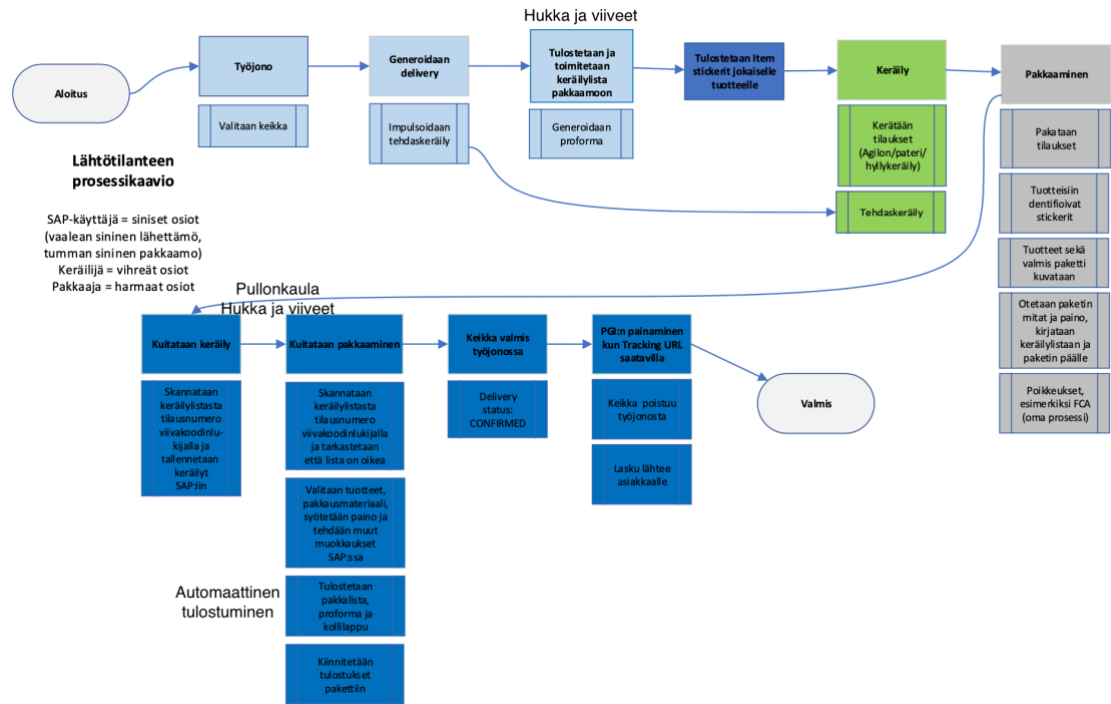 Hukka ja viiveet
Aloitus
Työjono
Valitaan keikka
Generoidaan
delivery
Impulsoidaan
tehdaskeräily
Tulostetaan ja
toimitetaan
keräilylista
pakkaamoon
Generoidaan
proforma
Tulostetaan Item
stickerit jokaiselle
tuotteelle
Keräily
Kerätään
tilaukset
(Agilon/pateri/
hyllykeräily)
Tehdaskeräily
Pakkaaminen
Pakataan
tilaukset
Tuotteisiin
dentifioivat
stickerit
Tuotteet sekä
valmis paketti
kuvataan
Otetaan paketin
mitat ja paino,
kirjataan
keräilylistaan ja
paketin päälle
Poikkeukset,
esimerkiksi FCA
(oma prosessi)
Lähtötilanteen
prosessikaavio
SAP-käyttäjä = siniset osiot
(vaalean sininen lähettämö,
tumman sininen pakkaamo)
Keräilijä = vihreät osiot
Pakkaaja = harmaat osiot
Pullonkaula
Hukka ja viiveet
Kuitataan keräily
Skannataan
keräilylistasta
tilausnumero
viivakoodinlu-
kijalla ja
tallennetaan
keräilyt
SAP:iin
Kuitataan pakkaaminen
Skannataan
keräilylistasta
tilausnumero
viivakoodinlukijalla
ja tarkastetaan
että lista on oikea
Valitaan tuotteet,
pakkausmateriaali,
syötetään paino ja
tehdään muut
muokkaukset
SAP:ssa
Automaattinen
tulostuminen
Tulostetaan
pakkalista,
proforma ja
kollilappu
Kiinnitetään
tulostukset
pakettiin
Keikka valmis
työjonossa
Delivery
status:
CONFIRMED
PGI:n painaminen
kun Tracking URL
saatavilla
Keikka poistuu
työjonosta
Lasku lähtee
asiakkaalle
Valmis